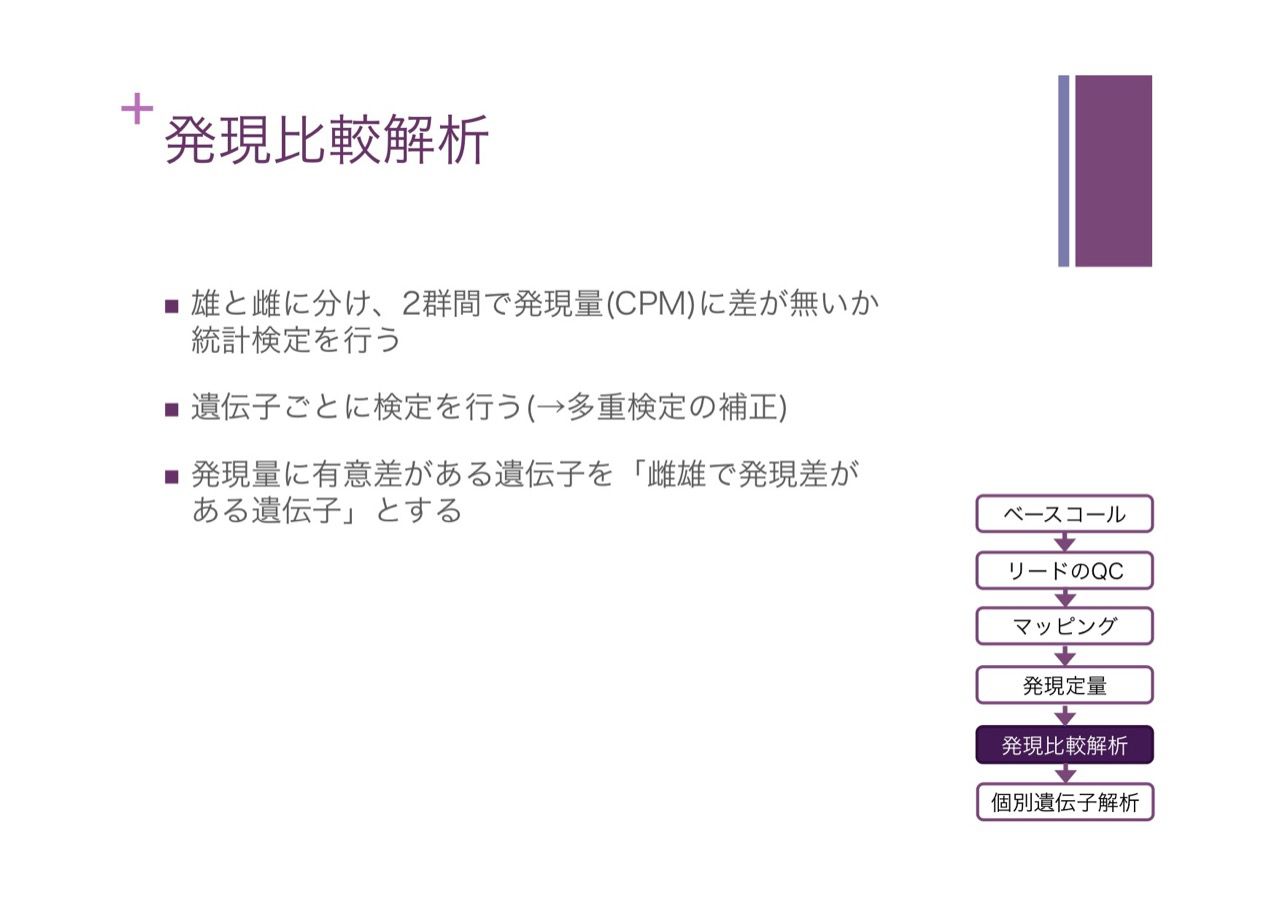 +
発現比較解析
■ 雄と雌に分け、2群間で発現量(CPM)に差が無いか
統計検定を行う
■ 遺伝子ごとに検定を行う(→多重検定の補正)
■ 発現量に有意差がある遺伝子を「雌雄で発現差が
ある遺伝子」とする
ベースコール
リードのQC
マッピング
発現定量
発現比較解析
個別遺伝子解析